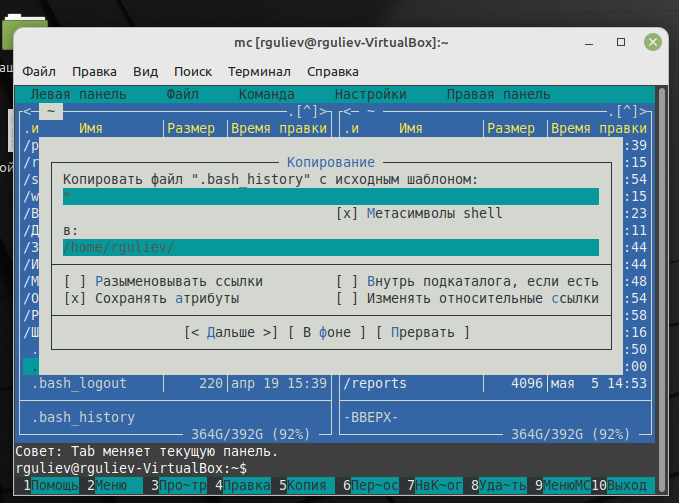 mc [rguliev@rguliev-VirtualBox]:~
Файл Правка Вид Поиск Терминал Справка
Левая панель Файл Команда Настройки Правая панель
<— ~ .[^]> <— ~ .[^]>
.и Имя Размер Время правки .и Имя Размер Время правки
/p :39
/r :15
/s Копирование :54
/w Копировать файл ".bash_history" с исходным шаблоном: :15
/В * :23
/Д [x] Метасимволы shell :11
/З в: :44
/И /home/rguliev/ :44
/М [ ] Разыменовывать ссылки [ ] Внутрь подкаталога, если есть :48
/О [x] Сохранять атрибуты [ ] Изменять относительные ссылки :54
/Р :58
/Ш [< Дальше >] [ В фоне ] [ Прервать ] :16
. :50
. :00
.bash_logout 220 апр 19 15:39 /reports 4096 мая 5 14:53
.bash_history -ВВЕРХ-
364G/392G (92%) 364G/392G (92%)
Совет: Tab меняет текущую панель.
rguliev@rguliev-VirtualBox:~$
1Помощь 2Меню 3Про~тр 4Правка 5Копия 6Пер~ос 7НвК~ог 8Уда~ть 9МенюMC 10Выход